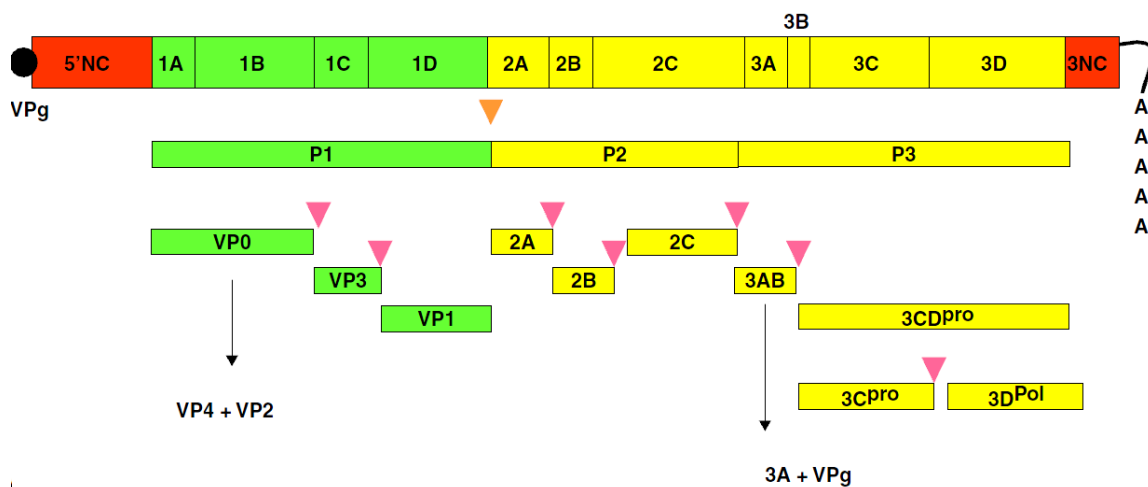 3B
5'NC 1A 1B 1C 1D 2A 2B 2C 3A 3C 3D 3NC
VPg
A
A
A
A
A
P1 P2 P3
VP0 2A 2C
VP3 2B 3AB
VP1 3CDpro
3Cpro 3DPol
VP4 + VP2
3A + VPg